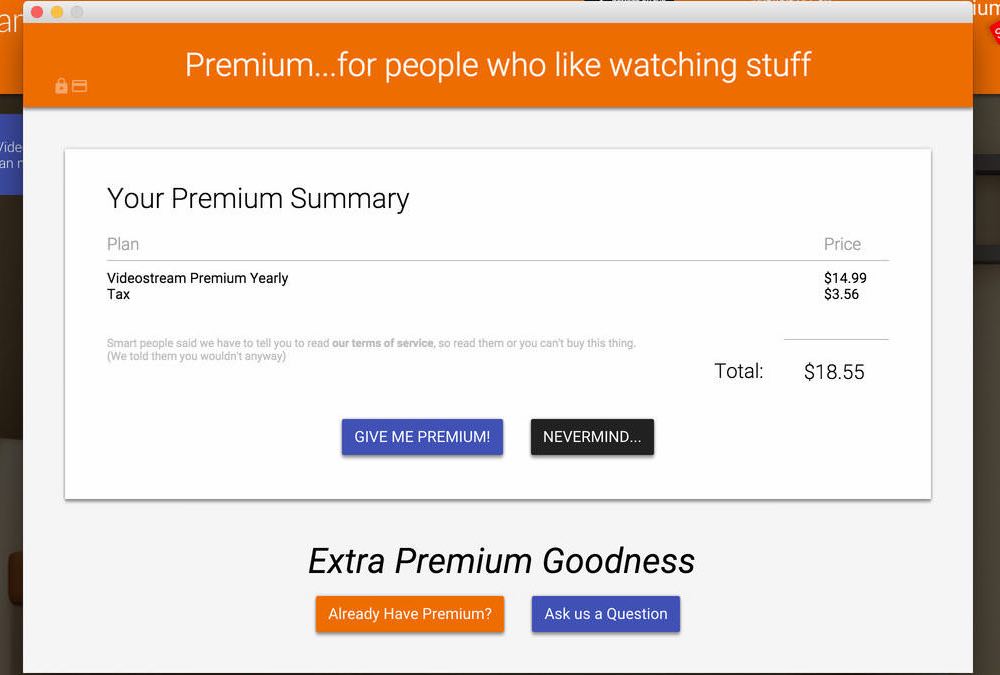 Premium...for people who like watching stuff
Your Premium Summary
Plan Price
Videostream Premium Yearly $14.99
Tax $3.56
Smart people said we have to tell you to read our terms of service, so read them or you can't buy this thing.
(We told them you wouldn't anyway)
Total: $18.55
GIVE ME PREMIUM! NEVERMIND...
Extra Premium Goodness
Already Have Premium? Ask us a Question